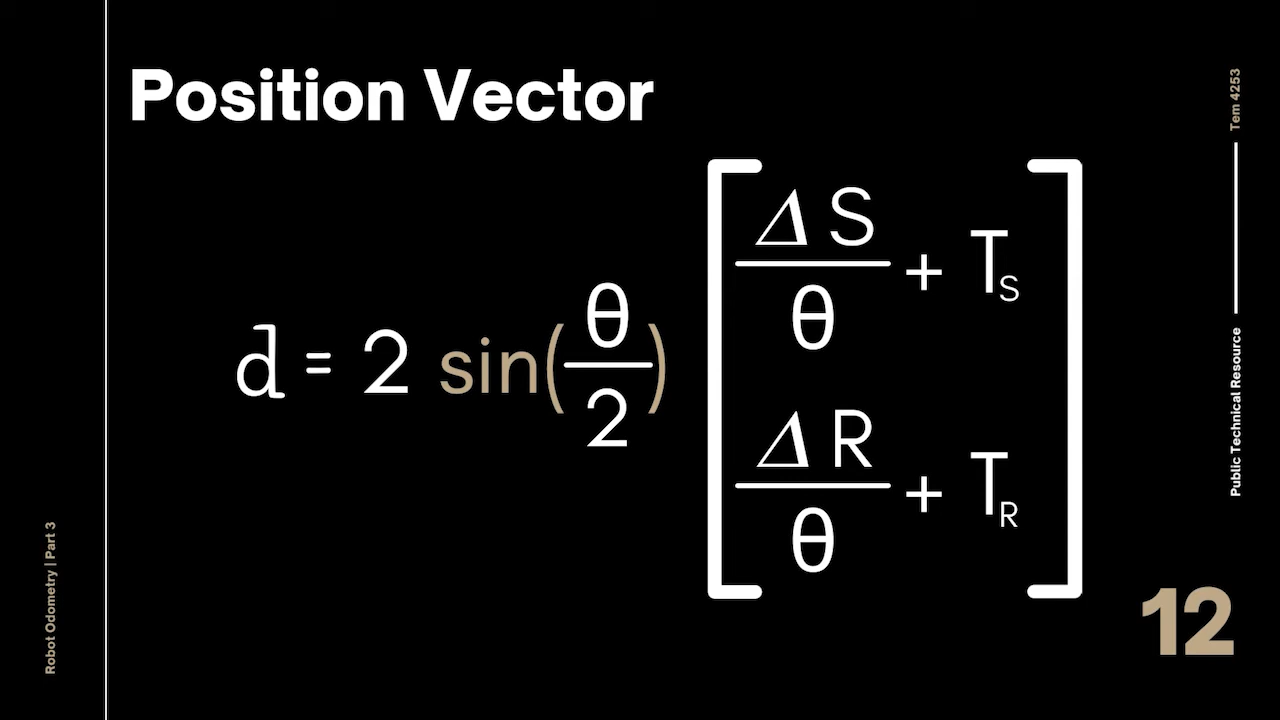 Position Vector
d = 2 sin(θ/2) [ΔS/θ + T_S
ΔR/θ + T_R]
Tem 4253
Public Technical Resource
Robot Odometry | Part 3
12